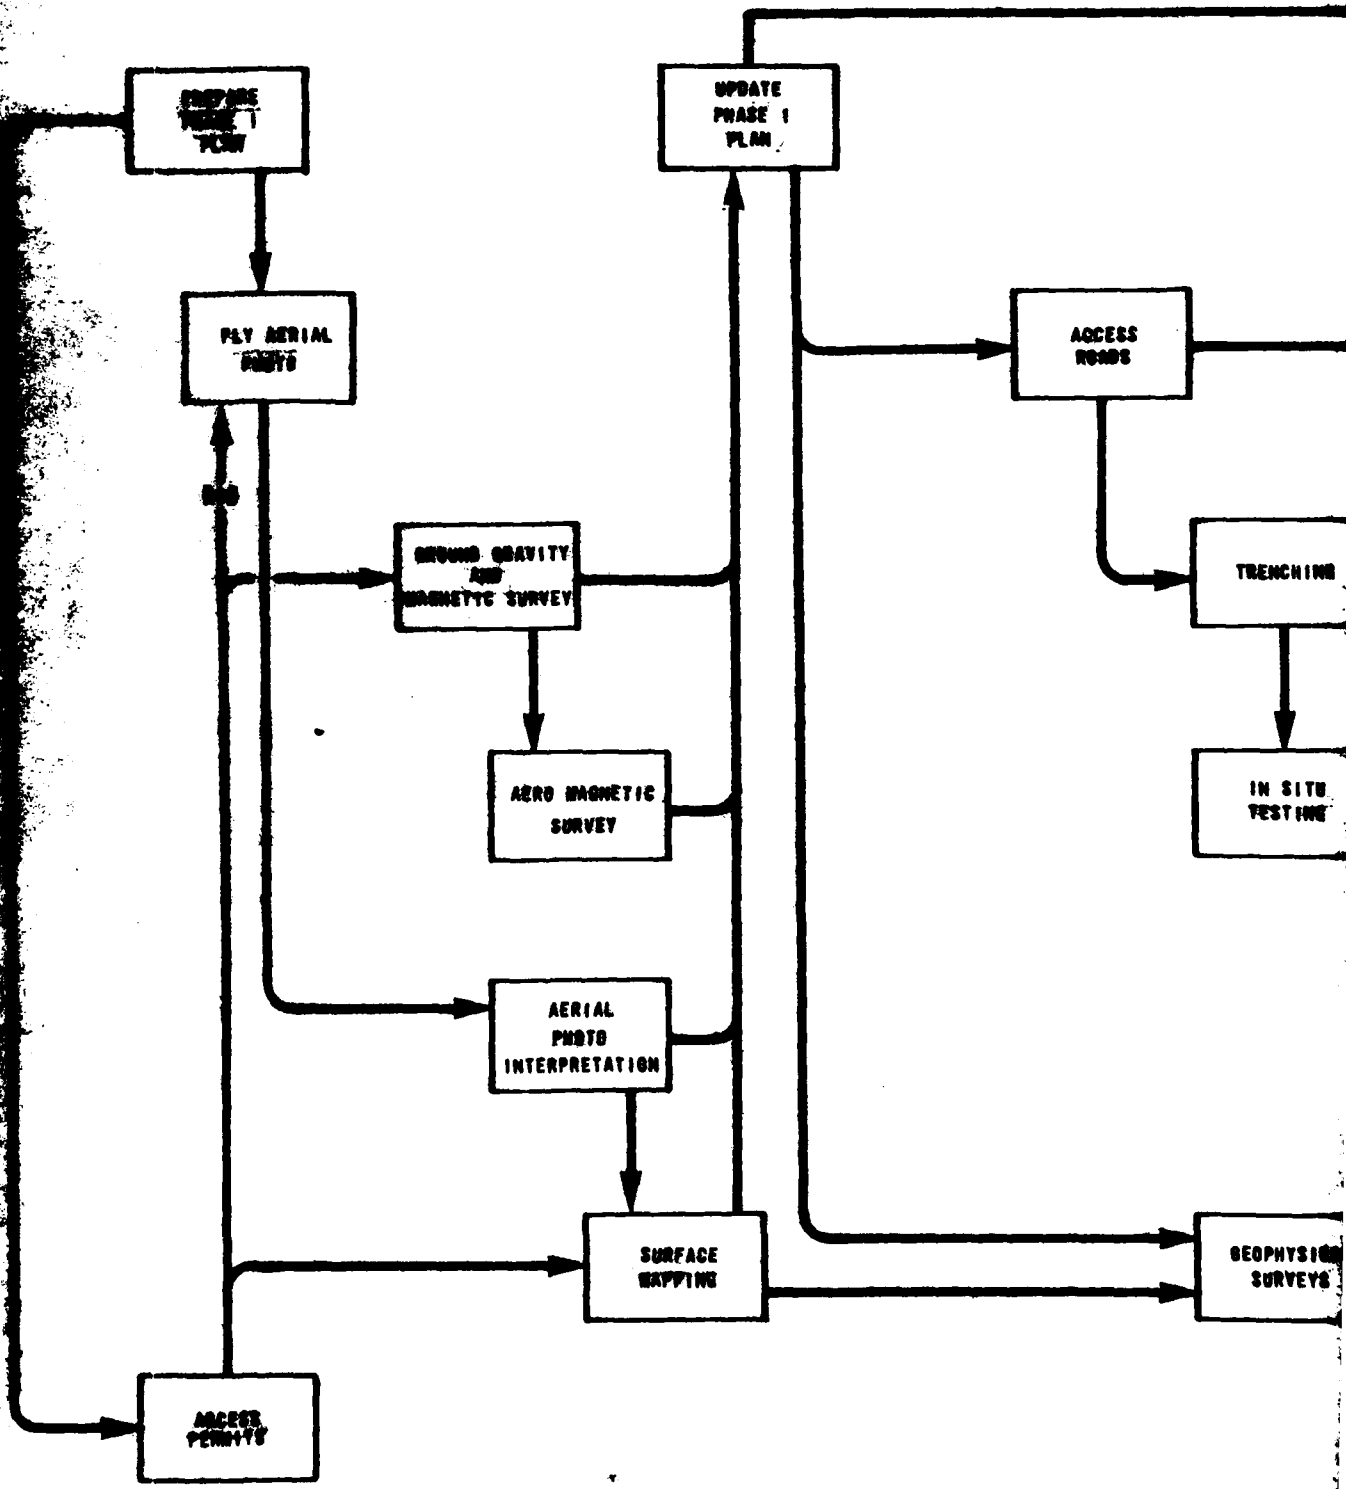 PREPARE
PHASE 1
PLAN
UPDATE
PHASE 1
PLAN
FLY AERIAL
PHOTO
ACCESS
ROADS
GROUND GRAVITY
AND
MAGNETIC SURVEY
TRENCHING
AERO MAGNETIC
SURVEY
IN SITU
TESTING
AERIAL
PHOTO
INTERPRETATION
SURFACE
MAPPING
SURVEYS
ACCESS
PERMITS